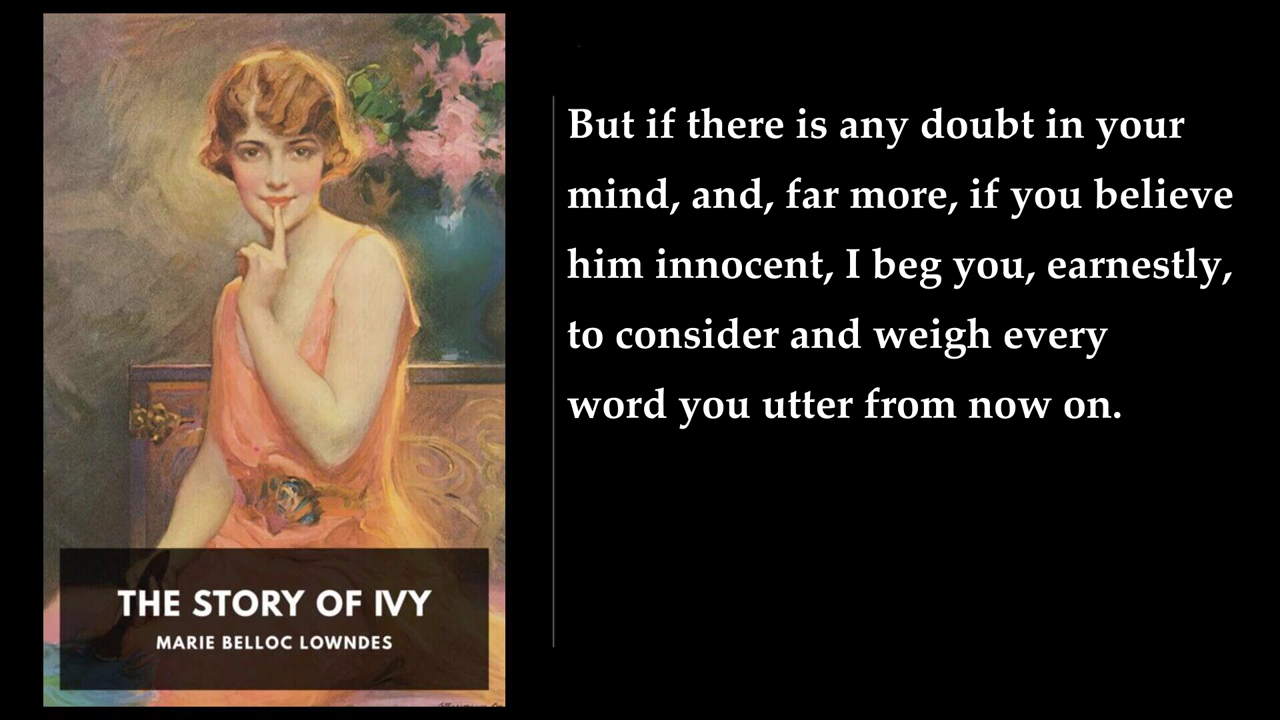 But if there is any doubt in your
mind, and, far more, if you believe
him innocent, I beg you, earnestly,
to consider and weigh every
word you utter from now on.
THE STORY OF IVY
MARIE BELLOC LOWNDES